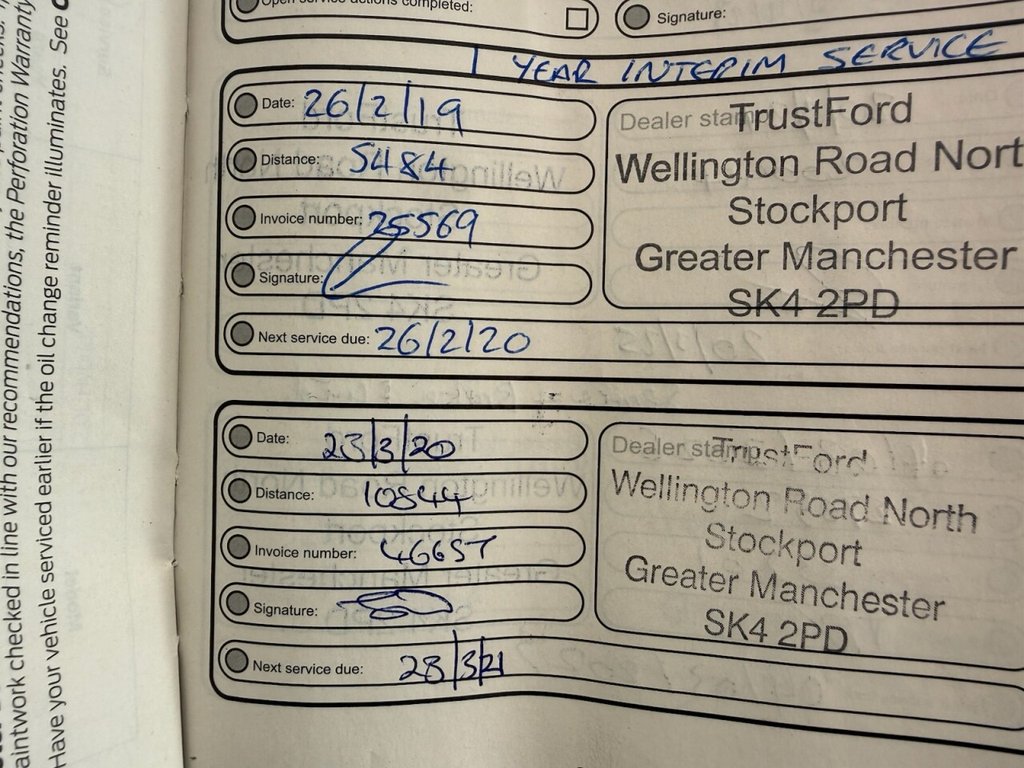 aintwork checked in line with our recommendations, the Perforation Warranty
Have your vehicle serviced earlier if the oil change reminder illuminates. See
Open service actions completed:
Signature:
1 YEAR INTERIM SERVICE
Date: 26/2/19
Distance: 5484
Invoice number: 25569
Signature:
Next service due: 26/2/20
Dealer stamp
TrustFord
Wellington Road Nort
Stockport
Greater Manchester
SK4 2PD
Date: 23/3/20
Distance: 10844
Invoice number: 46657
Signature:
Next service due: 23/3/21
Dealer stamp
TrustFord
Wellington Road North
Stockport
Greater Manchester
SK4 2PD